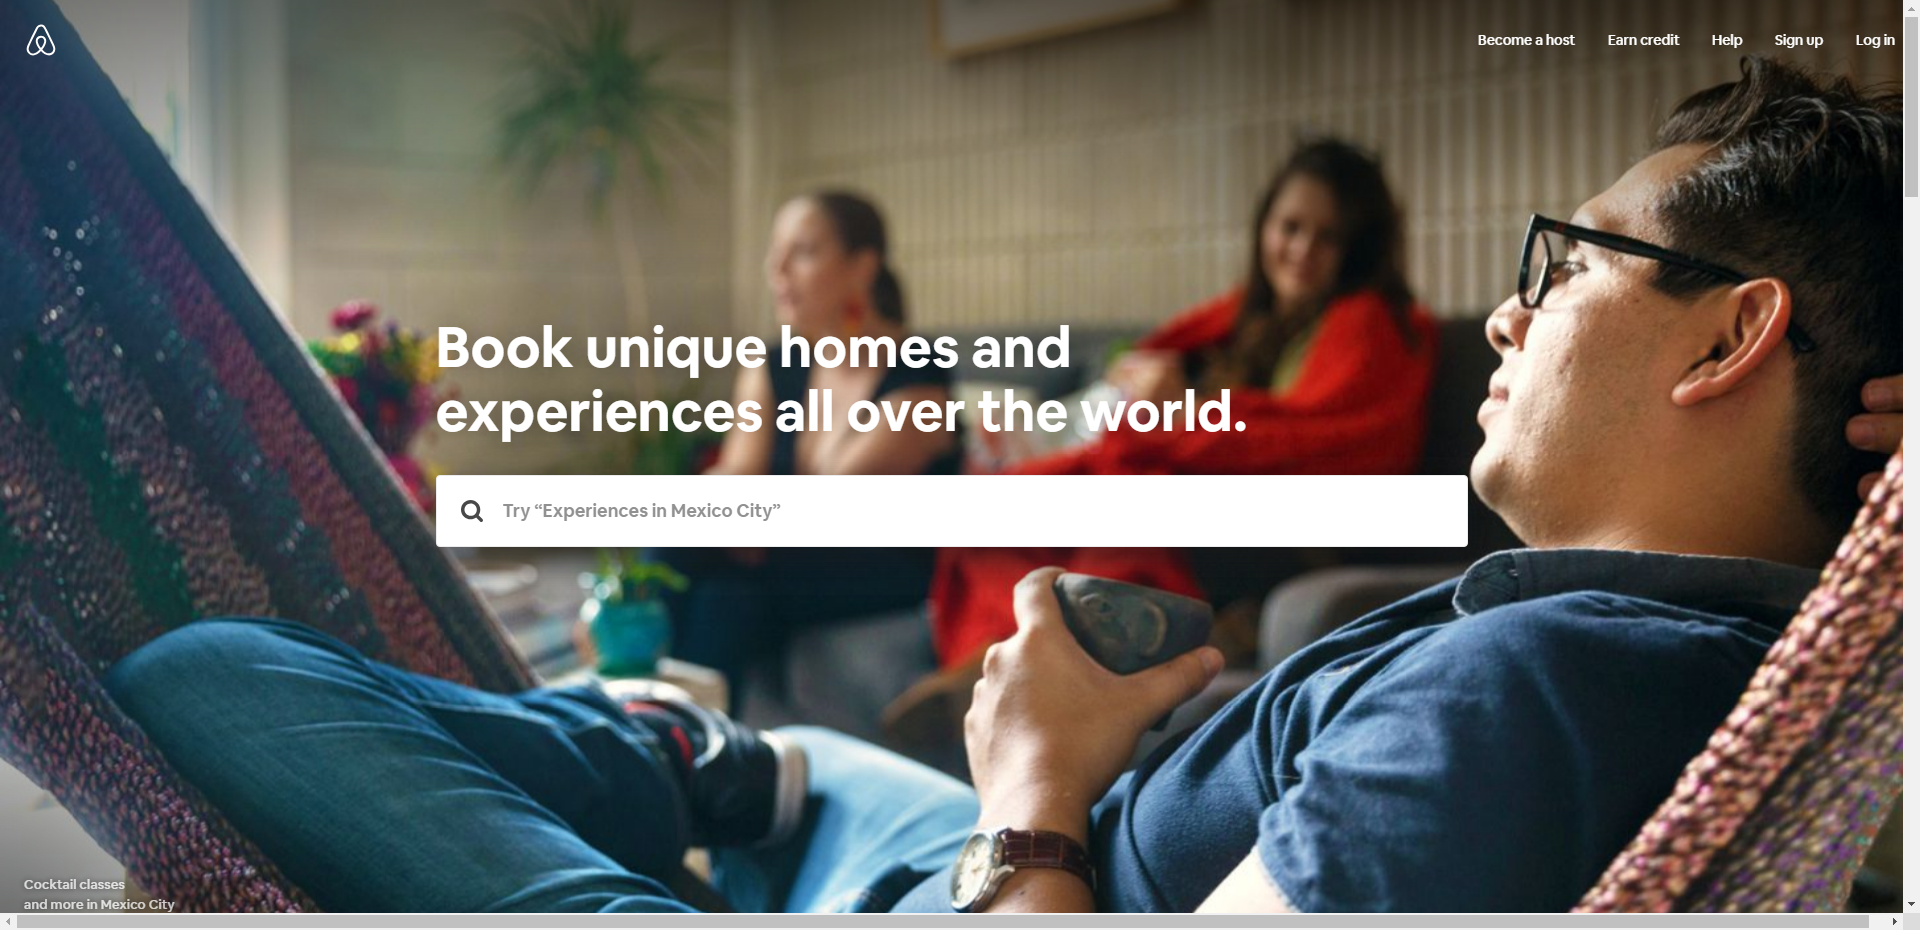 Become a host Earn credit Help Sign up Log in
Book unique homes and
experiences all over the world.
Try “Experiences in Mexico City”
Cocktail classes
and more in Mexico City